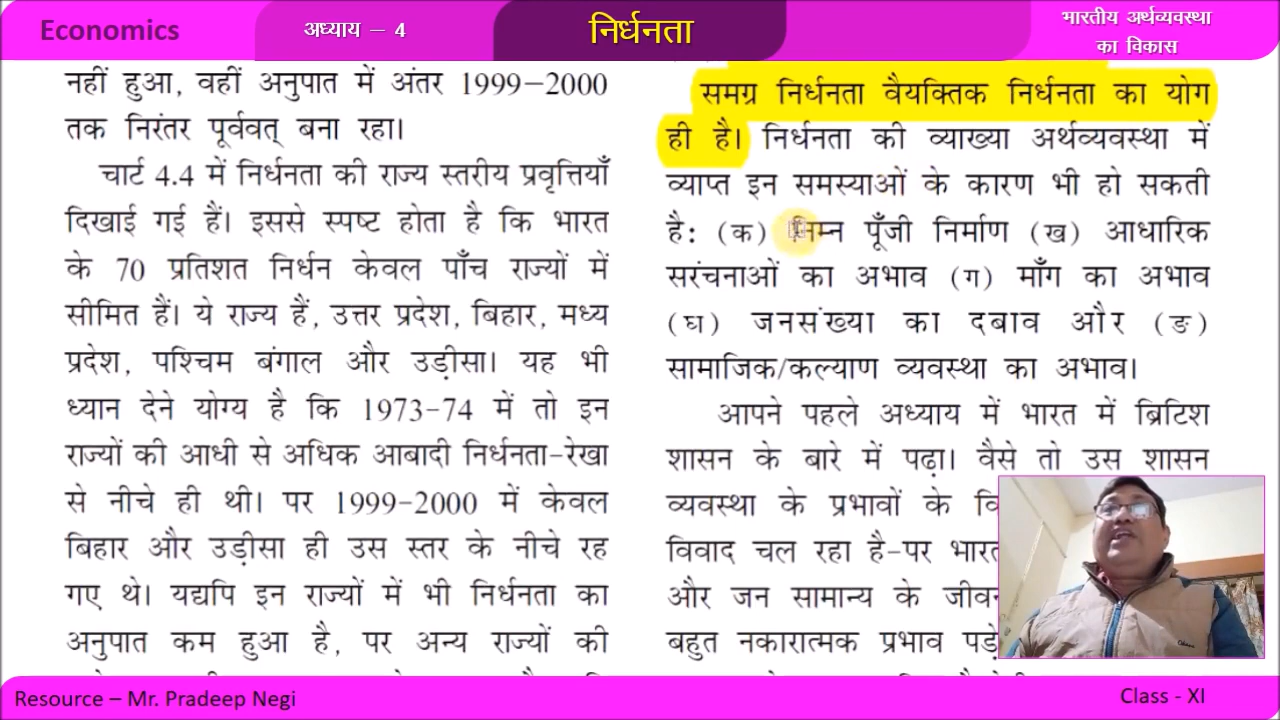 Economics
अध्याय – 4
निर्धनता
भारतीय अर्थव्यवस्था
का विकास
नहीं हुआ, वहीं अनुपात में अंतर 1999–2000
तक निरंतर पूर्ववत् बना रहा।
चार्ट 4.4 में निर्धनता की राज्य स्तरीय प्रवृत्तियाँ
दिखाई गई हैं। इससे स्पष्ट होता है कि भारत
के 70 प्रतिशत निर्धन केवल पाँच राज्यों में
सीमित हैं। ये राज्य हैं, उत्तर प्रदेश, बिहार, मध्य
प्रदेश, पश्चिम बंगाल और उड़ीसा। यह भी
ध्यान देने योग्य है कि 1973-74 में तो इन
राज्यों की आधी से अधिक आबादी निर्धनता-रेखा
से नीचे ही थी। पर 1999-2000 में केवल
बिहार और उड़ीसा ही उस स्तर के नीचे रह
गए थे। यद्यपि इन राज्यों में भी निर्धनता का
अनुपात कम हुआ है, पर अन्य राज्यों की
समग्र निर्धनता वैयक्तिक निर्धनता का योग
ही है। निर्धनता की व्याख्या अर्थव्यवस्था में
व्याप्त इन समस्याओं के कारण भी हो सकती
है: (क) निम्न पूँजी निर्माण (ख) आधारिक
सरंचनाओं का अभाव (ग) माँग का अभाव
(घ) जनसंख्या का दबाव और (ङ)
सामाजिक/कल्याण व्यवस्था का अभाव।
आपने पहले अध्याय में भारत में ब्रिटिश
शासन के बारे में पढ़ा। वैसे तो उस शासन
व्यवस्था के प्रभावों के
विवाद चल रहा है-पर
और जन सामान्य के
बहुत नकारात्मक प्रभाव
Resource – Mr. Pradeep Negi
Class - XI